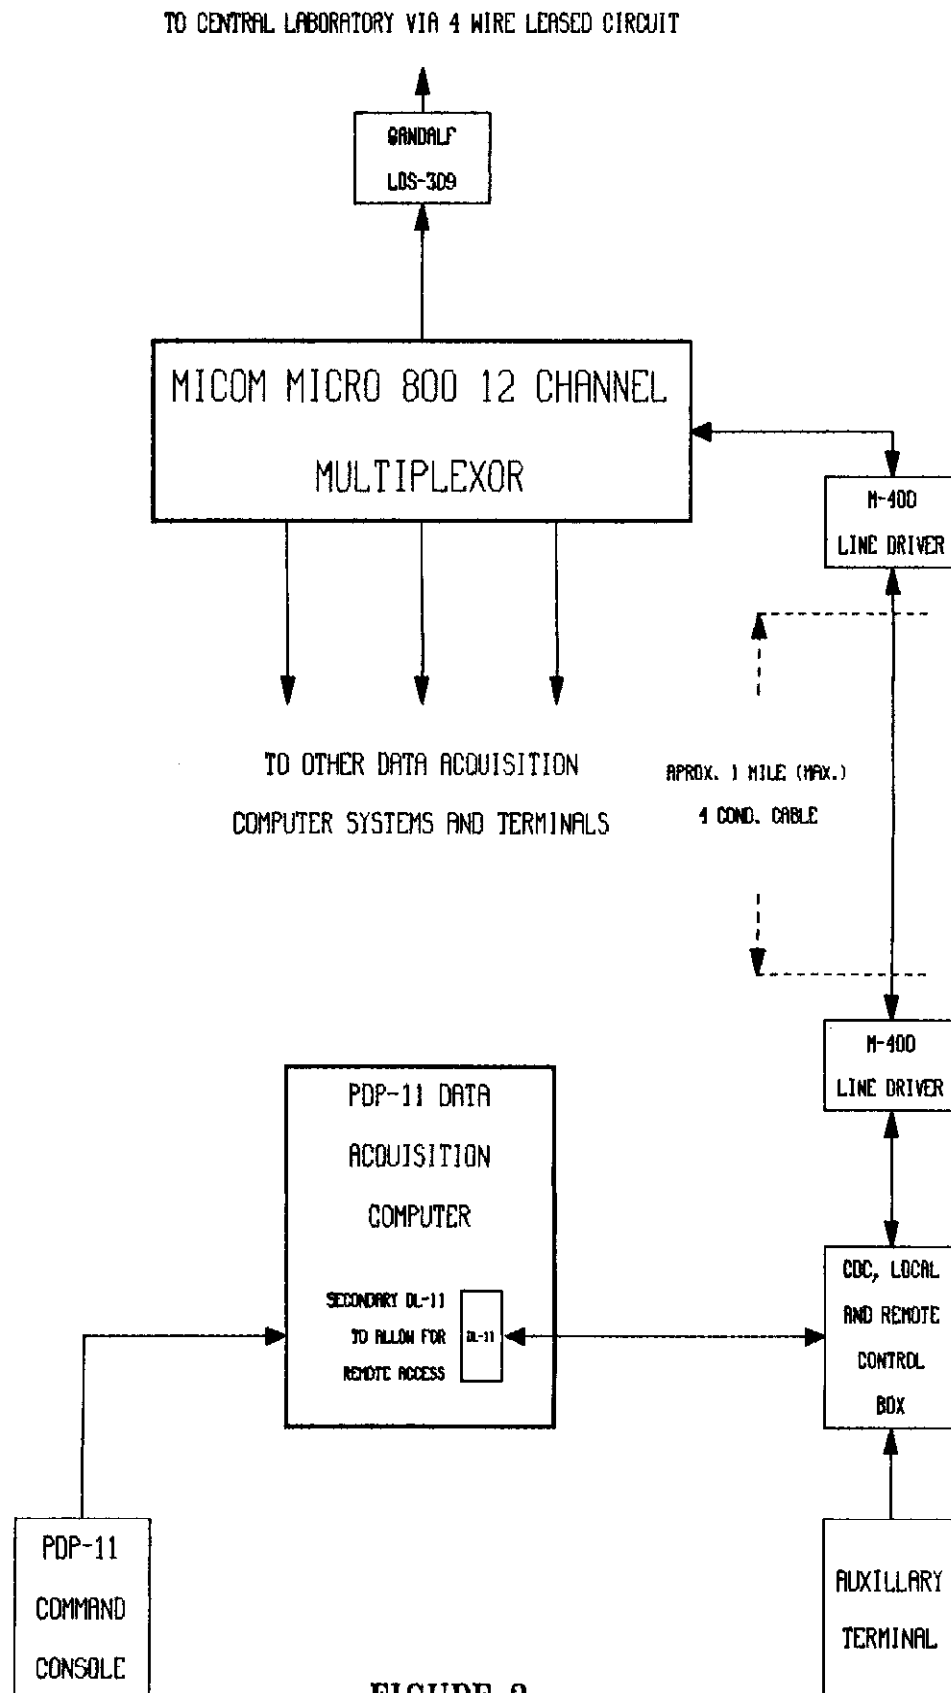 TO CENTRAL LABORATORY VIA 4 WIRE LEASED CIRCUIT
GANDALF
LDS-309
MICOM MICRO 800 12 CHANNEL
MULTIPLEXOR
M-400
LINE DRIVER
TO OTHER DATA ACQUISITION
COMPUTER SYSTEMS AND TERMINALS
APROX. 1 MILE (MAX.)
4 COND. CABLE
M-400
LINE DRIVER
PDP-11 DATA
ACQUISITION
COMPUTER
SECONDARY DL-11
TO ALLOW FOR
REMOTE ACCESS
DL-11
CDC, LOCAL
AND REMOTE
CONTROL
BOX
PDP-11
COMMAND
CONSOLE
AUXILLARY
TERMINAL